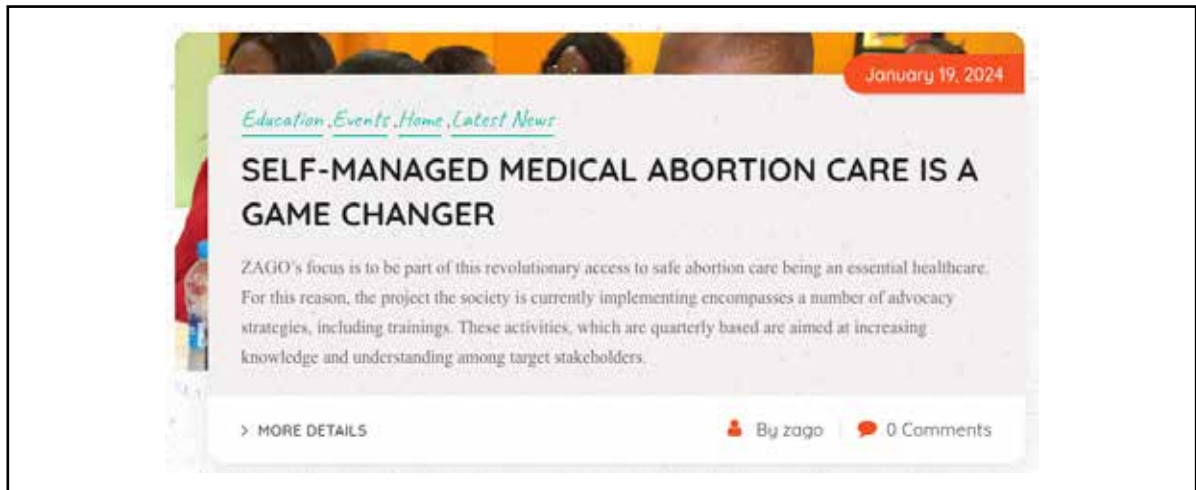 January 19, 2024
Education ,Events ,Home ,Latest News
SELF-MANAGED MEDICAL ABORTION CARE IS A
GAME CHANGER
ZAGO's focus is to be part of this revolutionary access to safe abortion care being an essential healthcare.
For this reason, the project the society is currently implementing encompasses a number of advocacy
strategies, including trainings. These activities, which are quarterly based are aimed at increasing
knowledge and understanding among target stakeholders.
> MORE DETAILS
By zago
0 Comments